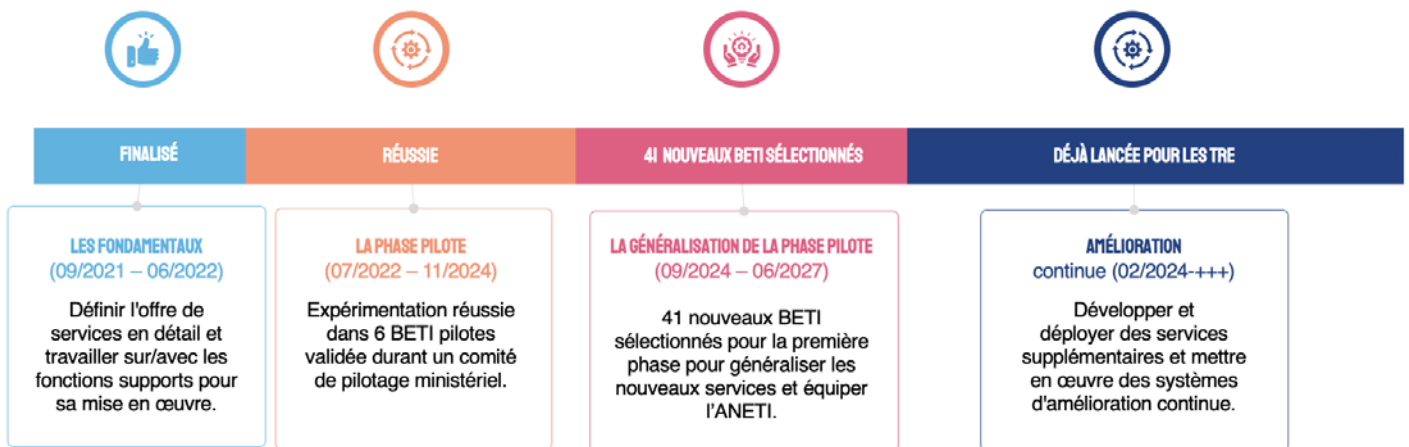 FINALISÉ
RÉUSSIE
41 NOUVEAUX BETI SÉLECTIONNÉS
DÉJÀ LANCÉE POUR LES TRE
LES FONDAMENTAUX
(09/2021 – 06/2022)
Définir l'offre de
services en détail et
travailler sur/avec les
fonctions supports pour
sa mise en œuvre.
LA PHASE PILOTE
(07/2022 – 11/2024)
Expérimentation réussie
dans 6 BETI pilotes
validée durant un comité
de pilotage ministériel.
LA GÉNÉRALISATION DE LA PHASE PILOTE
(09/2024 – 06/2027)
41 nouveaux BETI
sélectionnés pour la première
phase pour généraliser les
nouveaux services et équiper
l'ANETI.
AMÉLIORATION
continue (02/2024-+++)
Développer et
déployer des services
supplémentaires et mettre
en œuvre des systèmes
d'amélioration continue.